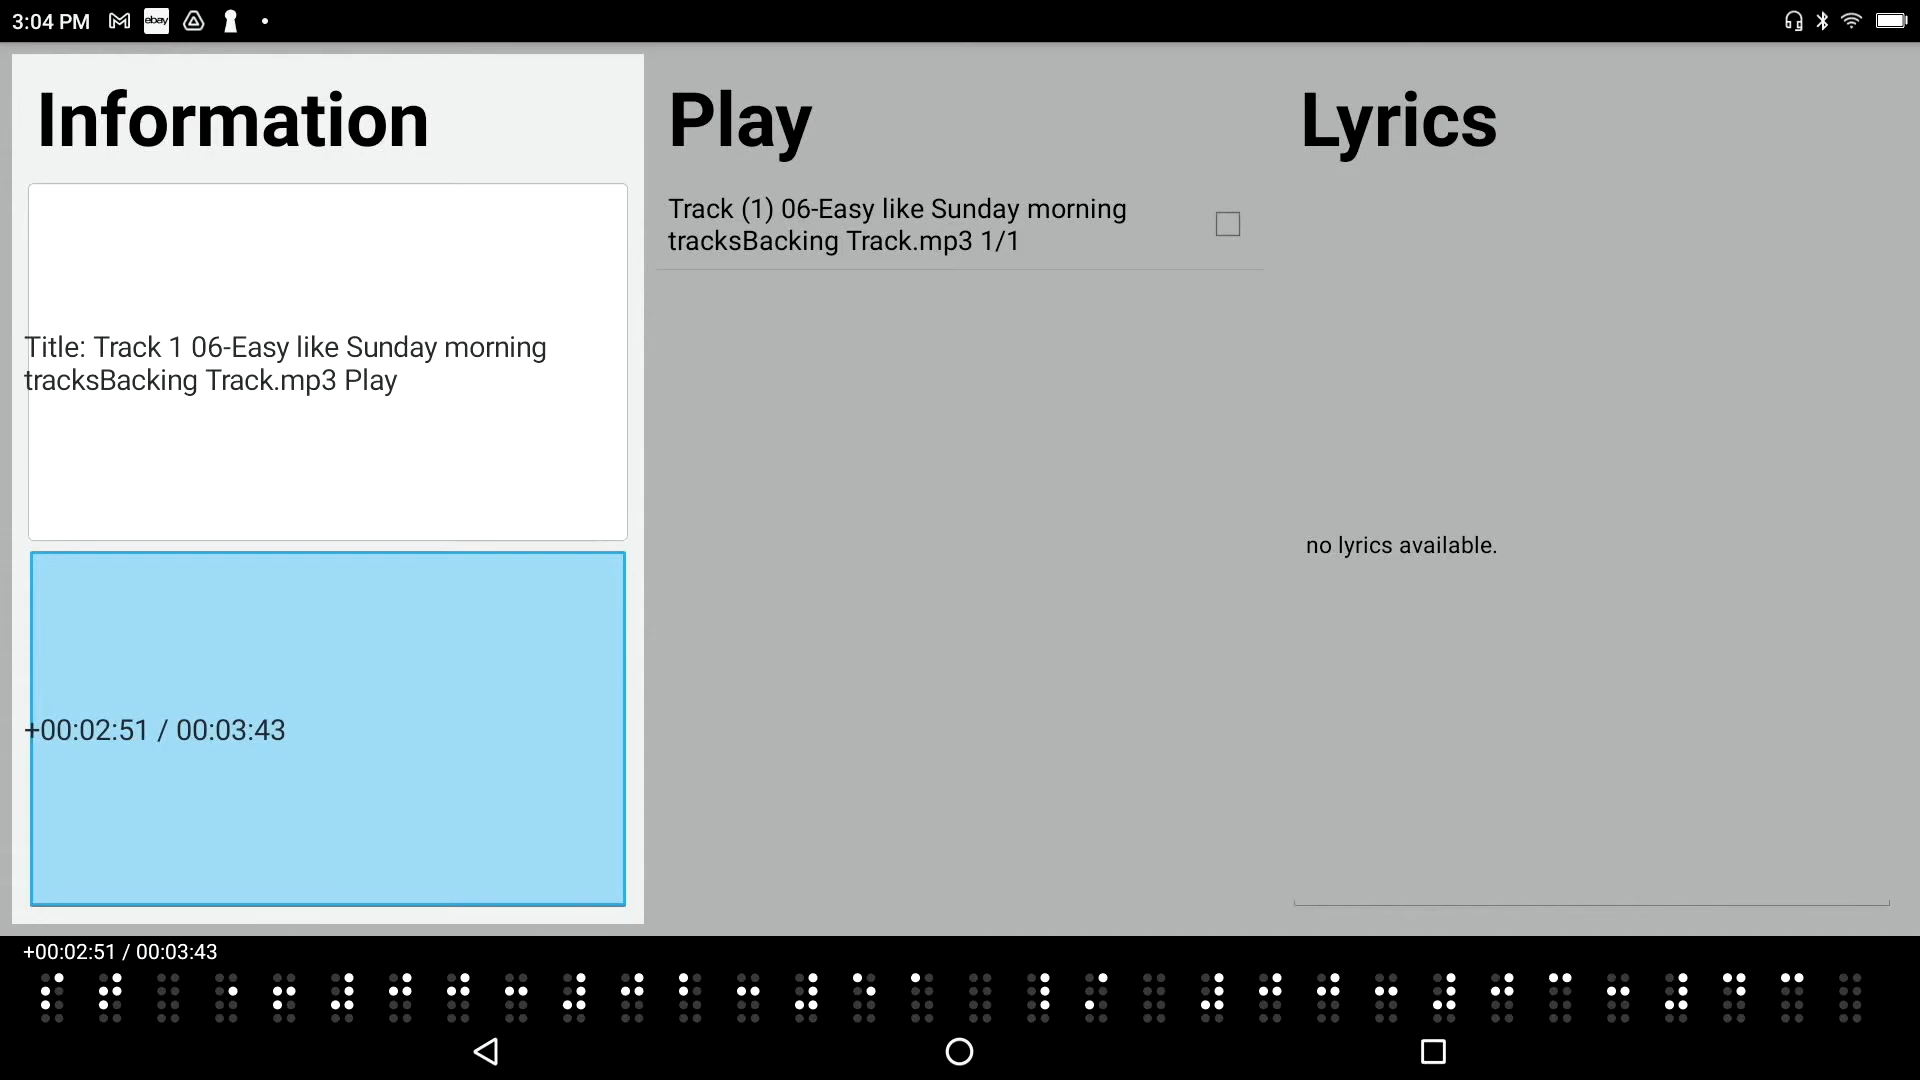 3:04 PM
ebay
Information
Title: Track 1 06-Easy like Sunday morning
tracksBacking Track.mp3 Play
+00:02:51 / 00:03:43
Play
Track (1) 06-Easy like Sunday morning
tracksBacking Track.mp3 1/1
Lyrics
no lyrics available.
+00:02:51 / 00:03:43